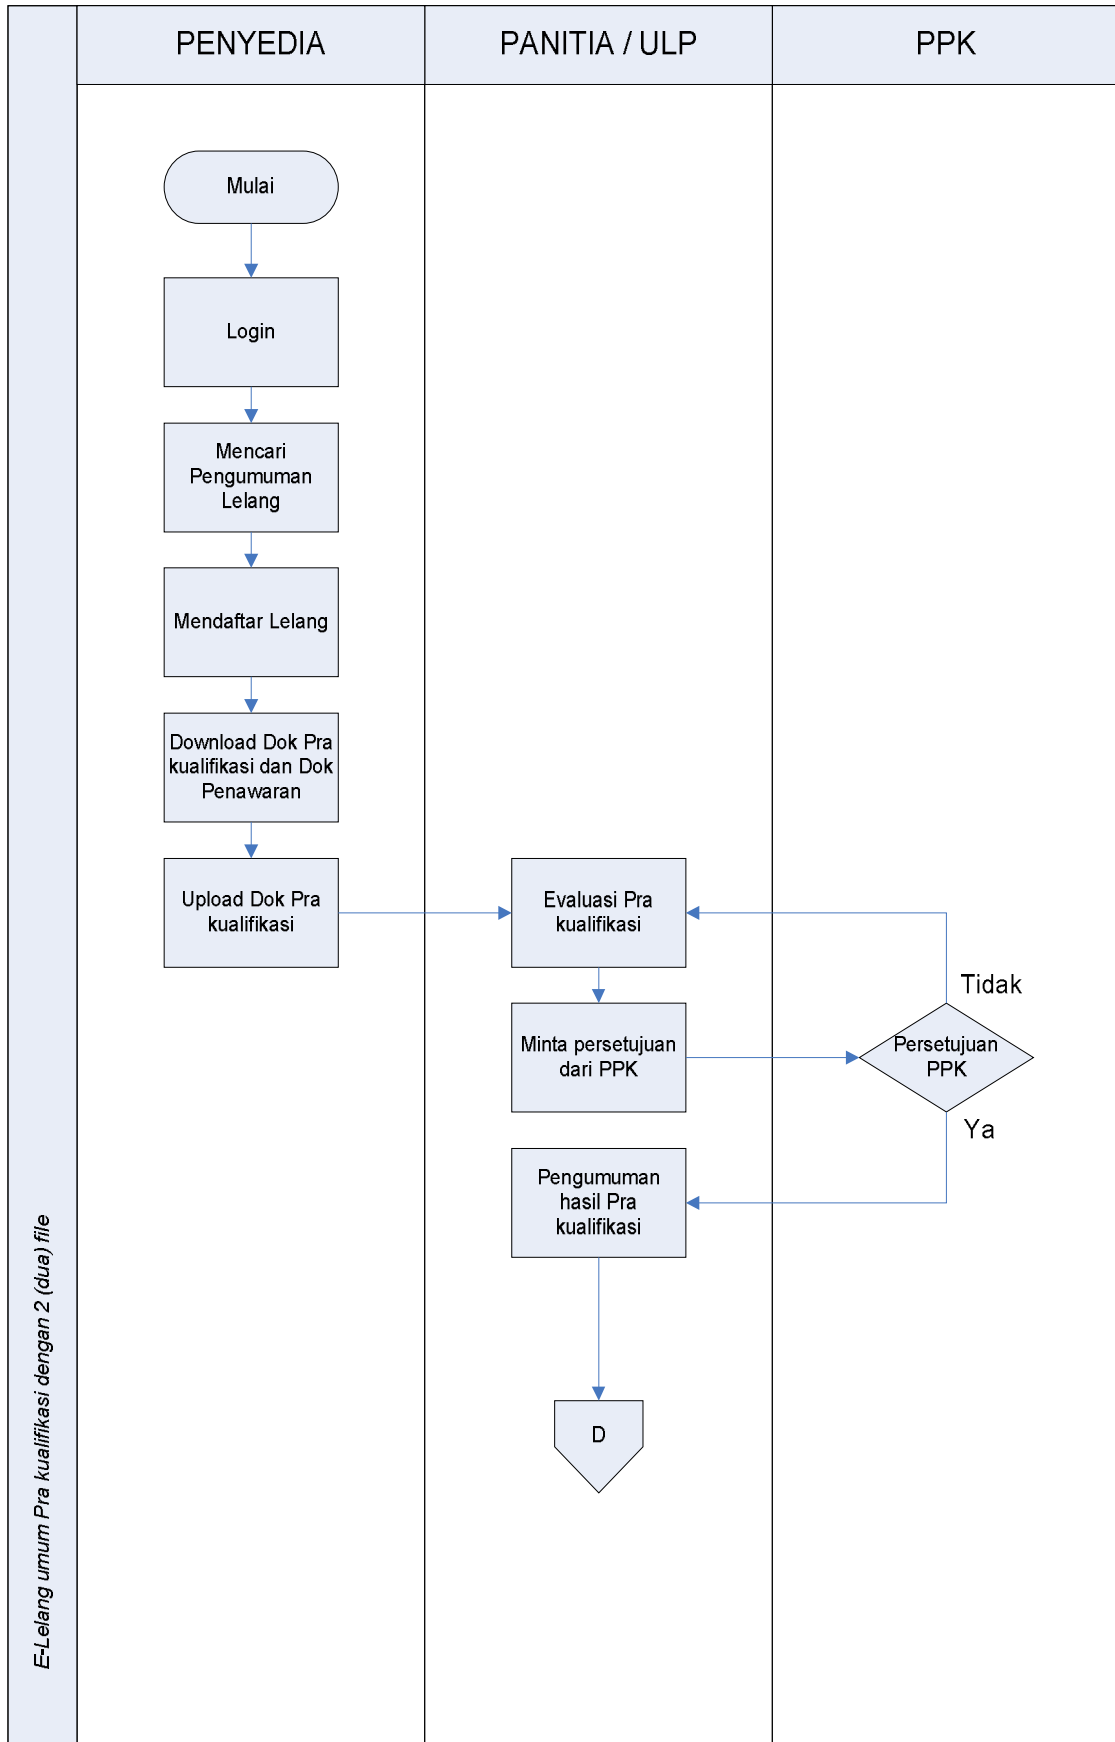 PENYEDIA
PANITIA / ULP
PPK
Mulai
Login
Mencari
Pengumuman
Lelang
Mendaftar Lelang
Download Dok Pra
kualifikasi dan Dok
Penawaran
Upload Dok Pra
kualifikasi
Evaluasi Pra
kualifikasi
Tidak
Minta persetujuan
dari PPK
Persetujuan
PPK
Ya
Pengumuman
hasil Pra
kualifikasi
D
E-Lelang umum Pra kualifikasi dengan 2 (dua) file